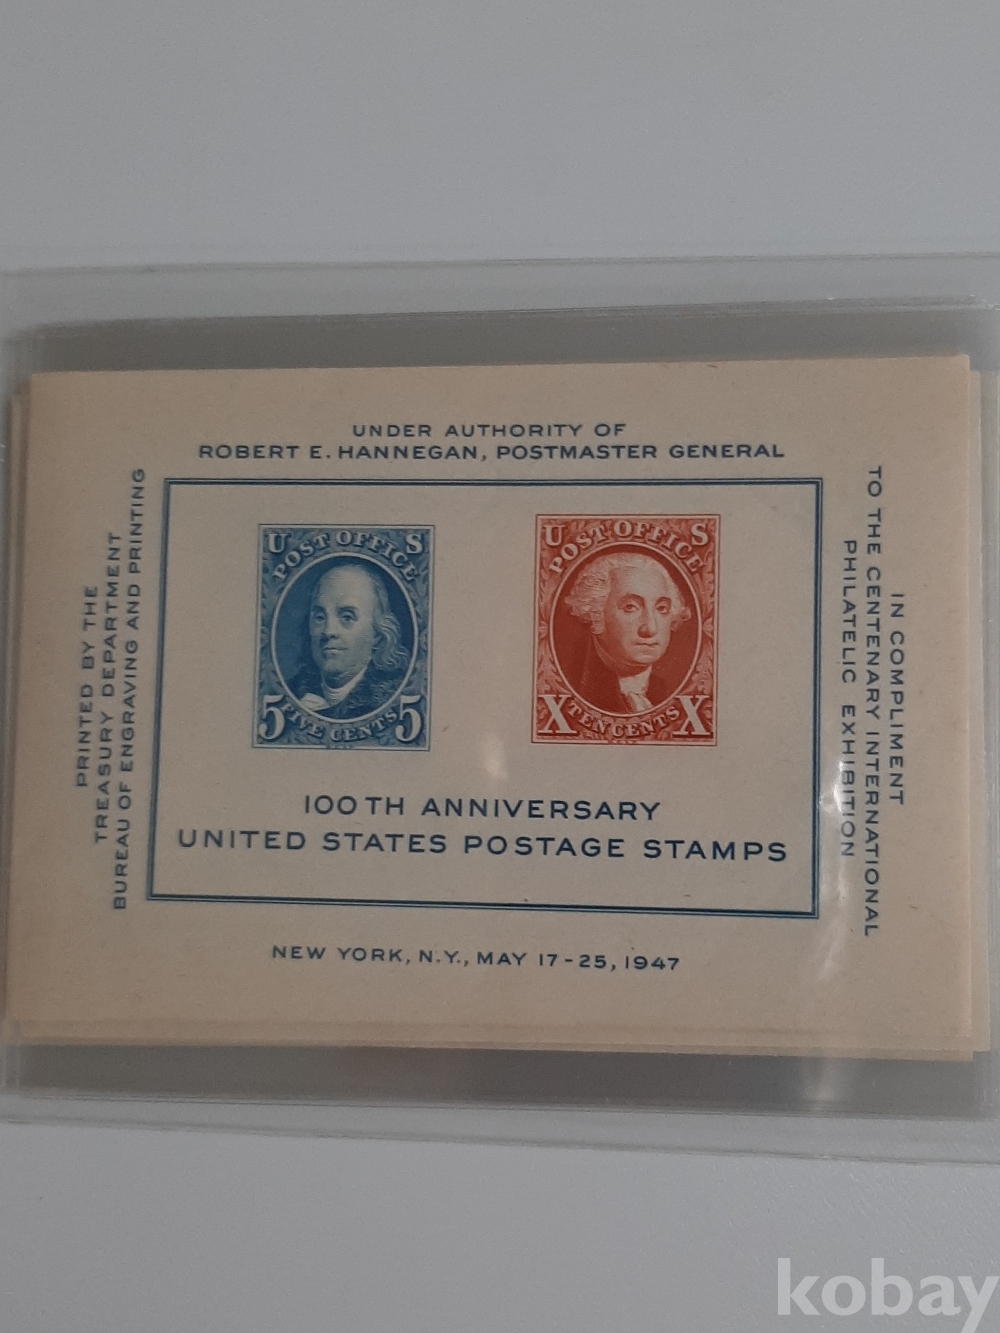 UNDER AUTHORITY OF
ROBERT E. HANNEGAN, POSTMASTER GENERAL
PRINTED BY THE
TREASURY DEPARTMENT
BUREAU OF ENGRAVING AND PRINTING
U S
POST OFFICE
5 FIVE CENTS 5
U S
POST OFFICE
X TEN CENTS X
100TH ANNIVERSARY
UNITED STATES POSTAGE STAMPS
IN COMPLIMENT
TO THE CENTENARY INTERNATIONAL
PHILATELIC EXHIBITION
NEW YORK, N.Y., MAY 17-25, 1947
kobay